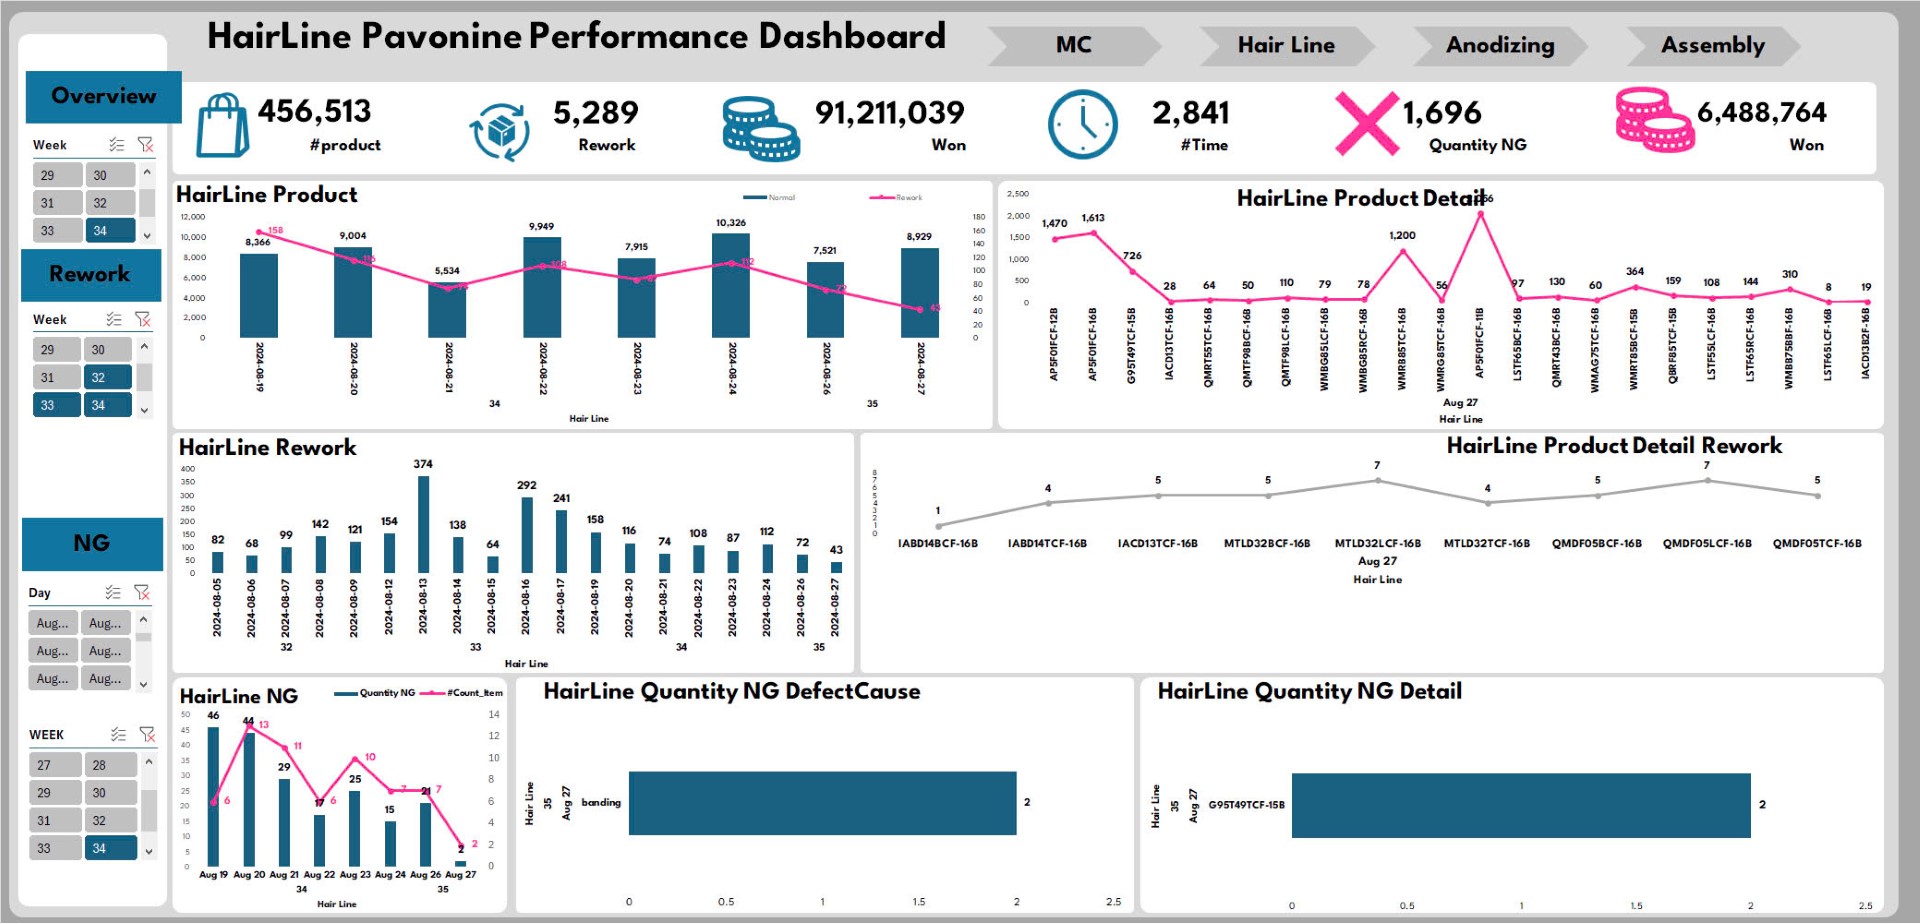 HairLine Pavonine Performance Dashboard
MC
Hair Line
Anodizing
Assembly
Overview
456,513
#product
5,289
Rework
91,211,039
Won
2,841
#Time
1,696
Quantity NG
6,488,764
Won
Week
29 30
31 32
33 34
Rework
Week
29 30
31 32
33 34
NG
Day
Aug... Aug...
Aug... Aug...
Aug... Aug...
WEEK
27 28
29 30
31 32
33 34
HairLine Product
Normal Rework
12,000
10,000
8,000
6,000
4,000
2,000
0
180
160
140
120
100
80
60
40
20
0
8,366 9,004 5,534 9,949 7,915 10,326 7,521 8,929
158 112 72 43
2024-08-19 2024-08-20 2024-08-21 2024-08-22 2024-08-23 2024-08-24 2024-08-26 2024-08-27
34 35
Hair Line
HairLine Product Detail
2,500
2,000
1,500
1,000
500
0
1,470 1,613 726 28 64 50 110 79 78 1,200 56 97 130 60 364 159 108 144 310 8 19
AP5F01FCF-12B AP5F01FCF-16B G95T49TCF-15B IACD13TCF-16B QMRT55TCF-16B QMTF98BCF-16B QMTF98LCF-16B WMBG85LCF-16B WMBG85RCF-16B WMRB85TCF-16B WMRG85TCF-16B AP5F01FCF-11B LSTF65BCF-16B QMRT43BCF-16B WMAG75TCF-16B WMRT85BCF-15B QBRF85TCF-15B LSTF55LCF-16B LSTF65RCF-16B WMBB75BBF-16B LSTF65LCF-16B IACD13B2F-16B
Aug 27
Hair Line
HairLine Rework
400
350
300
250
200
150
100
50
0
82 68 99 142 121 154 374 138 64 292 241 158 116 74 108 87 112 72 43
2024-08-05 2024-08-06 2024-08-07 2024-08-08 2024-08-09 2024-08-12 2024-08-13 2024-08-14 2024-08-15 2024-08-16 2024-08-17 2024-08-19 2024-08-20 2024-08-21 2024-08-22 2024-08-23 2024-08-24 2024-08-26 2024-08-27
32 33 34 35
Hair Line
HairLine Product Detail Rework
8
7
6
5
4
3
2
1
0
1 4 5 5 7 4 5 7 5
IABD14BCF-16B IABD14TCF-16B IACD13TCF-16B MTLD32BCF-16B MTLD32LCF-16B MTLD32TCF-16B QMDF05BCF-16B QMDF05LCF-16B QMDF05TCF-16B
Aug 27
Hair Line
HairLine NG
Quantity NG #Count_Item
50
45
40
35
30
25
20
15
10
5
0
14
12
10
8
6
4
2
0
46 44 29 17 25 15 21 2
6 13 11 6 10 7 7 2
Aug 19 Aug 20 Aug 21 Aug 22 Aug 23 Aug 24 Aug 26 Aug 27
34 35
Hair Line
HairLine Quantity NG DefectCause
Hair Line
35
Aug 27
banding
2
0 0.5 1 1.5 2 2.5
HairLine Quantity NG Detail
Hair Line
35
Aug 27
G95T49TCF-15B
2
0 0.5 1 1.5 2 2.5